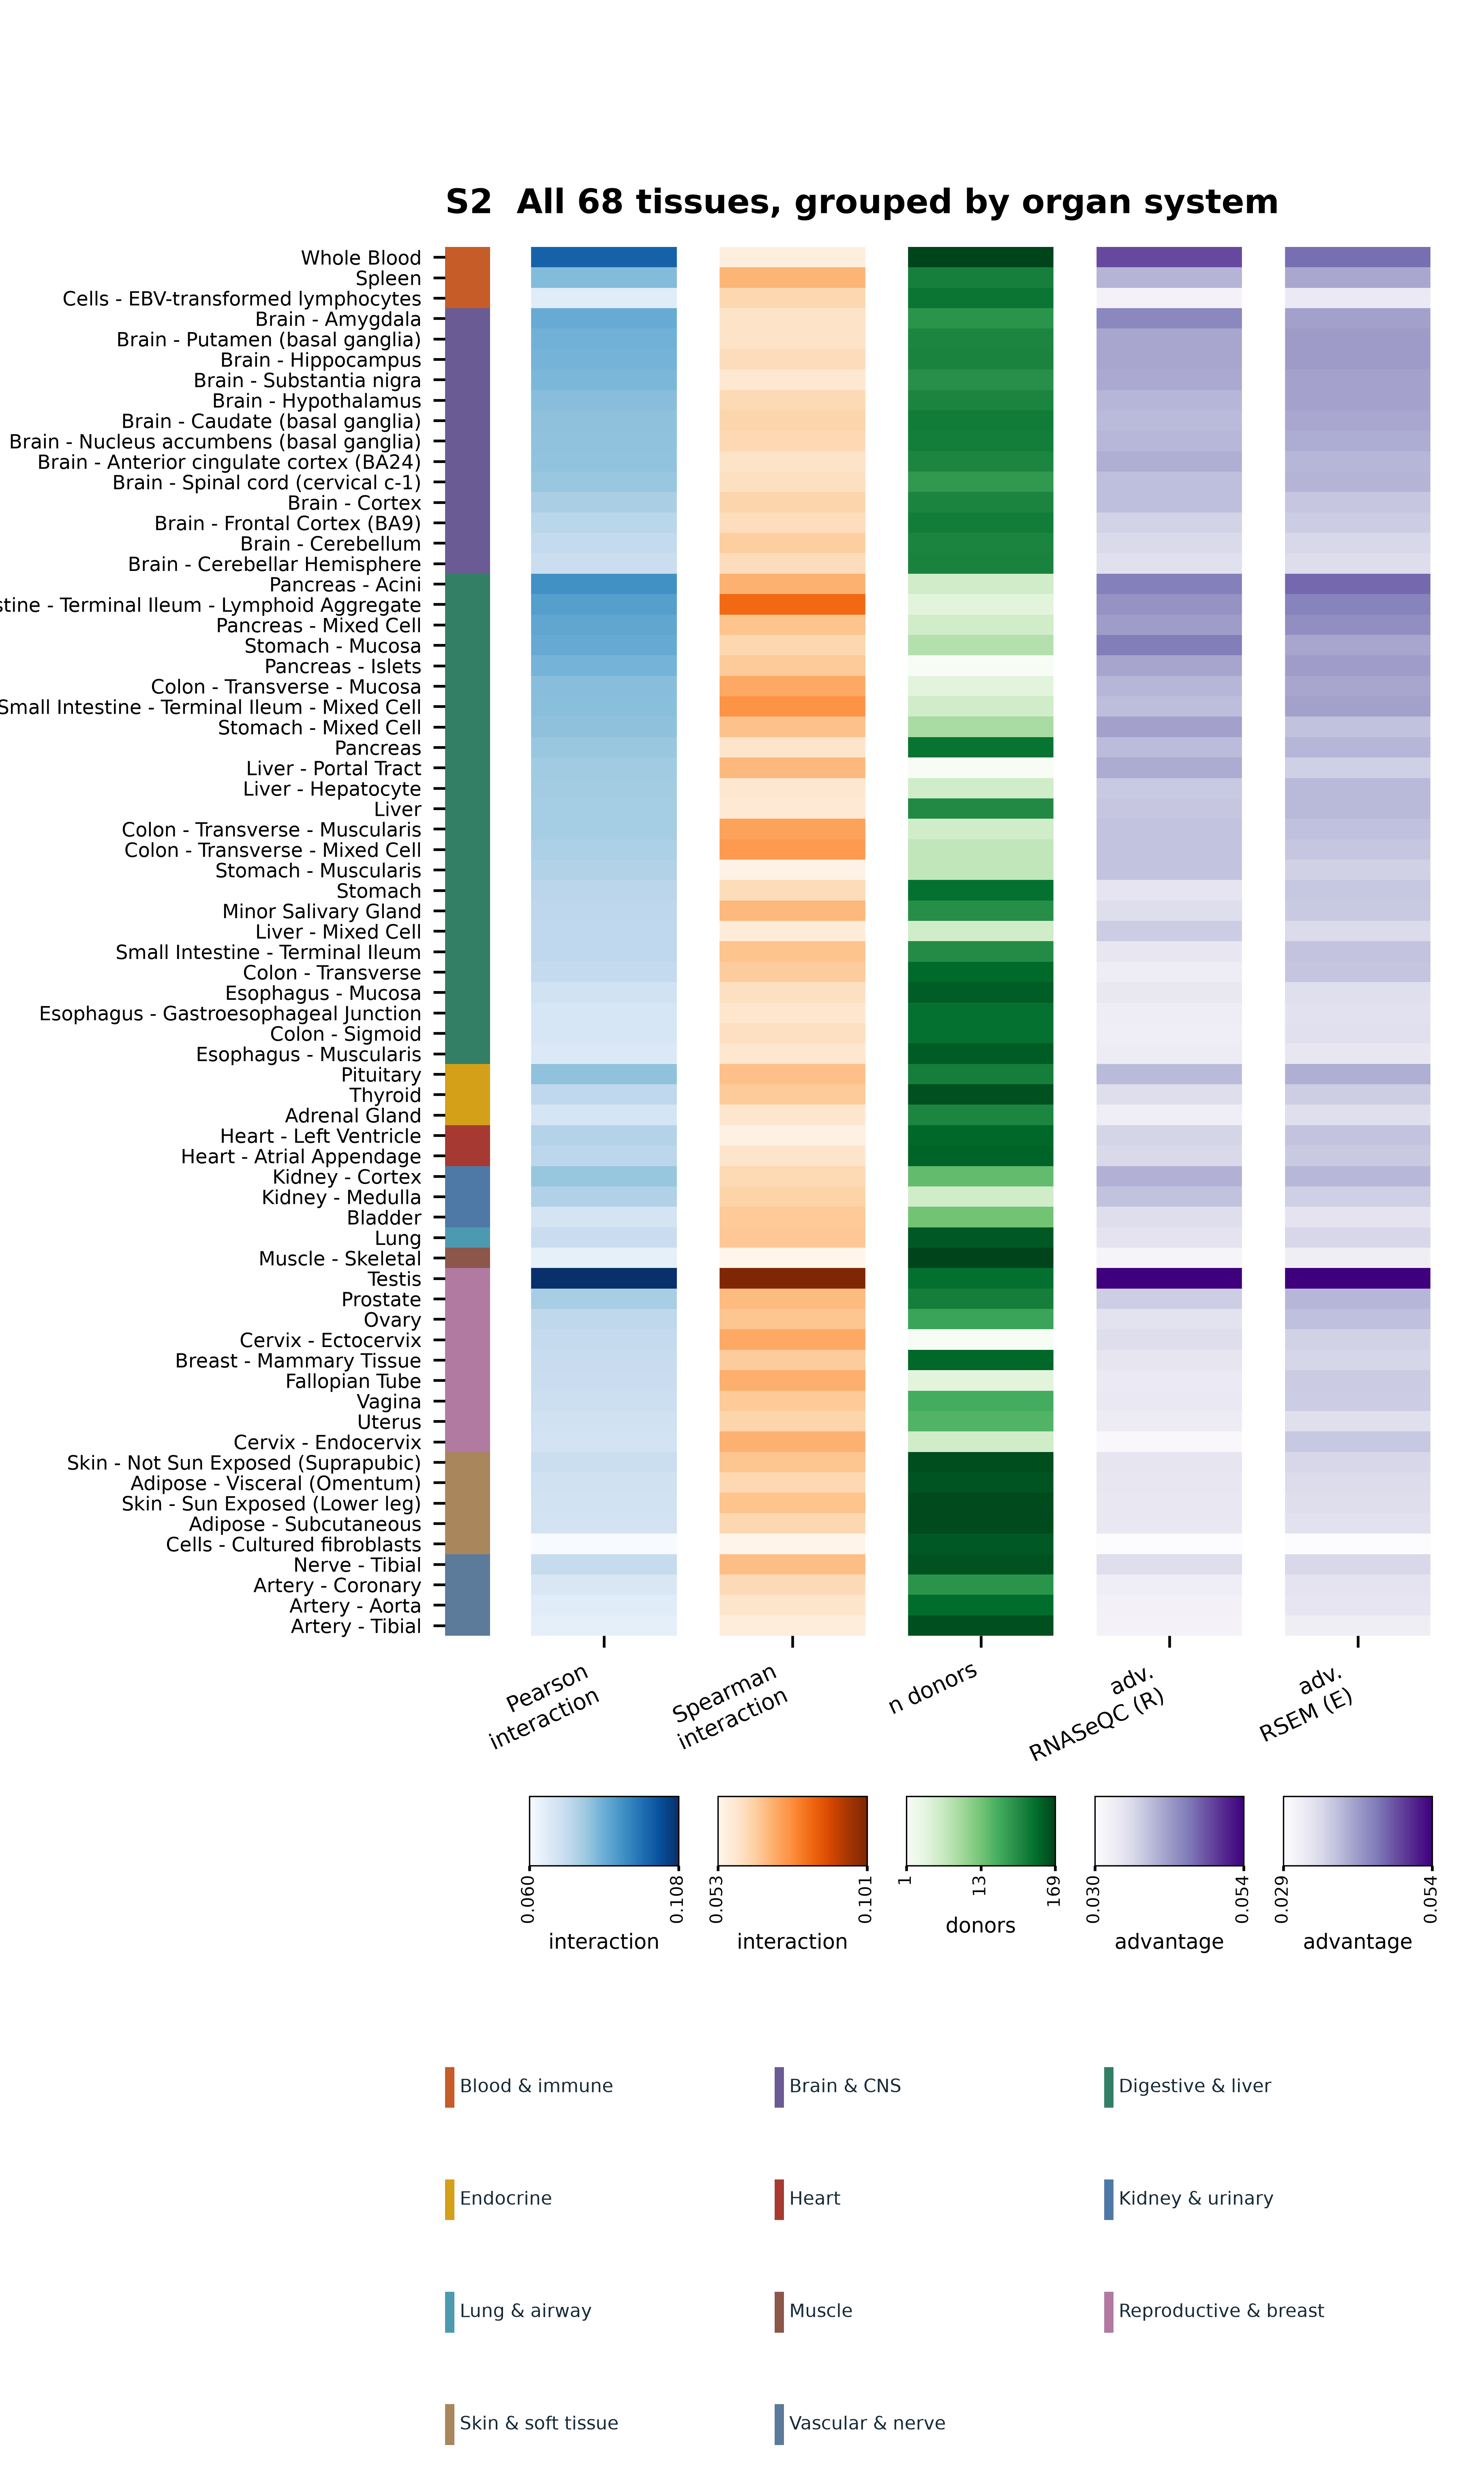 S2 All 68 tissues, grouped by organ system
Whole Blood
Spleen
Cells - EBV-transformed lymphocytes
Brain - Amygdala
Brain - Putamen (basal ganglia)
Brain - Hippocampus
Brain - Substantia nigra
Brain - Hypothalamus
Brain - Caudate (basal ganglia)
Brain - Nucleus accumbens (basal ganglia)
Brain - Anterior cingulate cortex (BA24)
Brain - Spinal cord (cervical c-1)
Brain - Cortex
Brain - Frontal Cortex (BA9)
Brain - Cerebellum
Brain - Cerebellar Hemisphere
Pancreas - Acini
stine - Terminal Ileum - Lymphoid Aggregate
Pancreas - Mixed Cell
Stomach - Mucosa
Pancreas - Islets
Colon - Transverse - Mucosa
Small Intestine - Terminal Ileum - Mixed Cell
Stomach - Mixed Cell
Pancreas
Liver - Portal Tract
Liver - Hepatocyte
Liver
Colon - Transverse - Muscularis
Colon - Transverse - Mixed Cell
Stomach - Muscularis
Stomach
Minor Salivary Gland
Liver - Mixed Cell
Small Intestine - Terminal Ileum
Colon - Transverse
Esophagus - Mucosa
Esophagus - Gastroesophageal Junction
Colon - Sigmoid
Esophagus - Muscularis
Pituitary
Thyroid
Adrenal Gland
Heart - Left Ventricle
Heart - Atrial Appendage
Kidney - Cortex
Kidney - Medulla
Bladder
Lung
Muscle - Skeletal
Testis
Prostate
Ovary
Cervix - Ectocervix
Breast - Mammary Tissue
Fallopian Tube
Vagina
Uterus
Cervix - Endocervix
Skin - Not Sun Exposed (Suprapubic)
Adipose - Visceral (Omentum)
Skin - Sun Exposed (Lower leg)
Adipose - Subcutaneous
Cells - Cultured fibroblasts
Nerve - Tibial
Artery - Coronary
Artery - Aorta
Artery - Tibial
Pearson
interaction
Spearman
interaction
n donors
adv.
RNASeQC (R)
adv.
RSEM (E)
0.060
0.108
interaction
0.053
0.101
interaction
1
13
169
donors
0.030
0.054
advantage
0.029
0.054
advantage
Blood & immune
Brain & CNS
Digestive & liver
Endocrine
Heart
Kidney & urinary
Lung & airway
Muscle
Reproductive & breast
Skin & soft tissue
Vascular & nerve